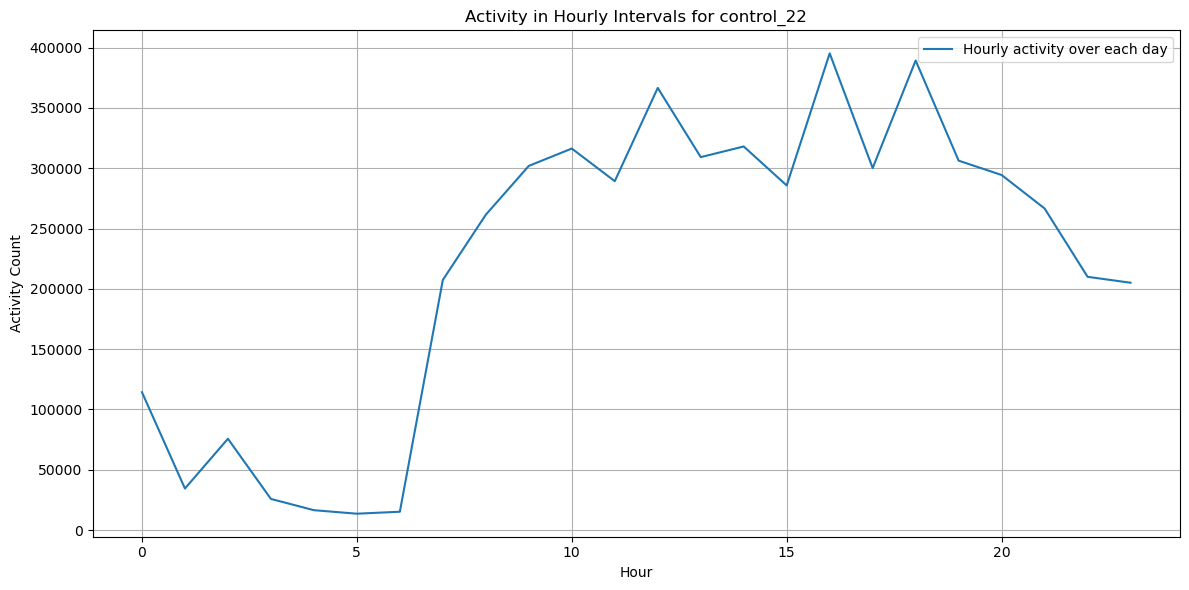 Activity in Hourly Intervals for control_22
Hourly activity over each day
Activity Count
400000
350000
300000
250000
200000
150000
100000
50000
0
0 5 10 15 20
Hour